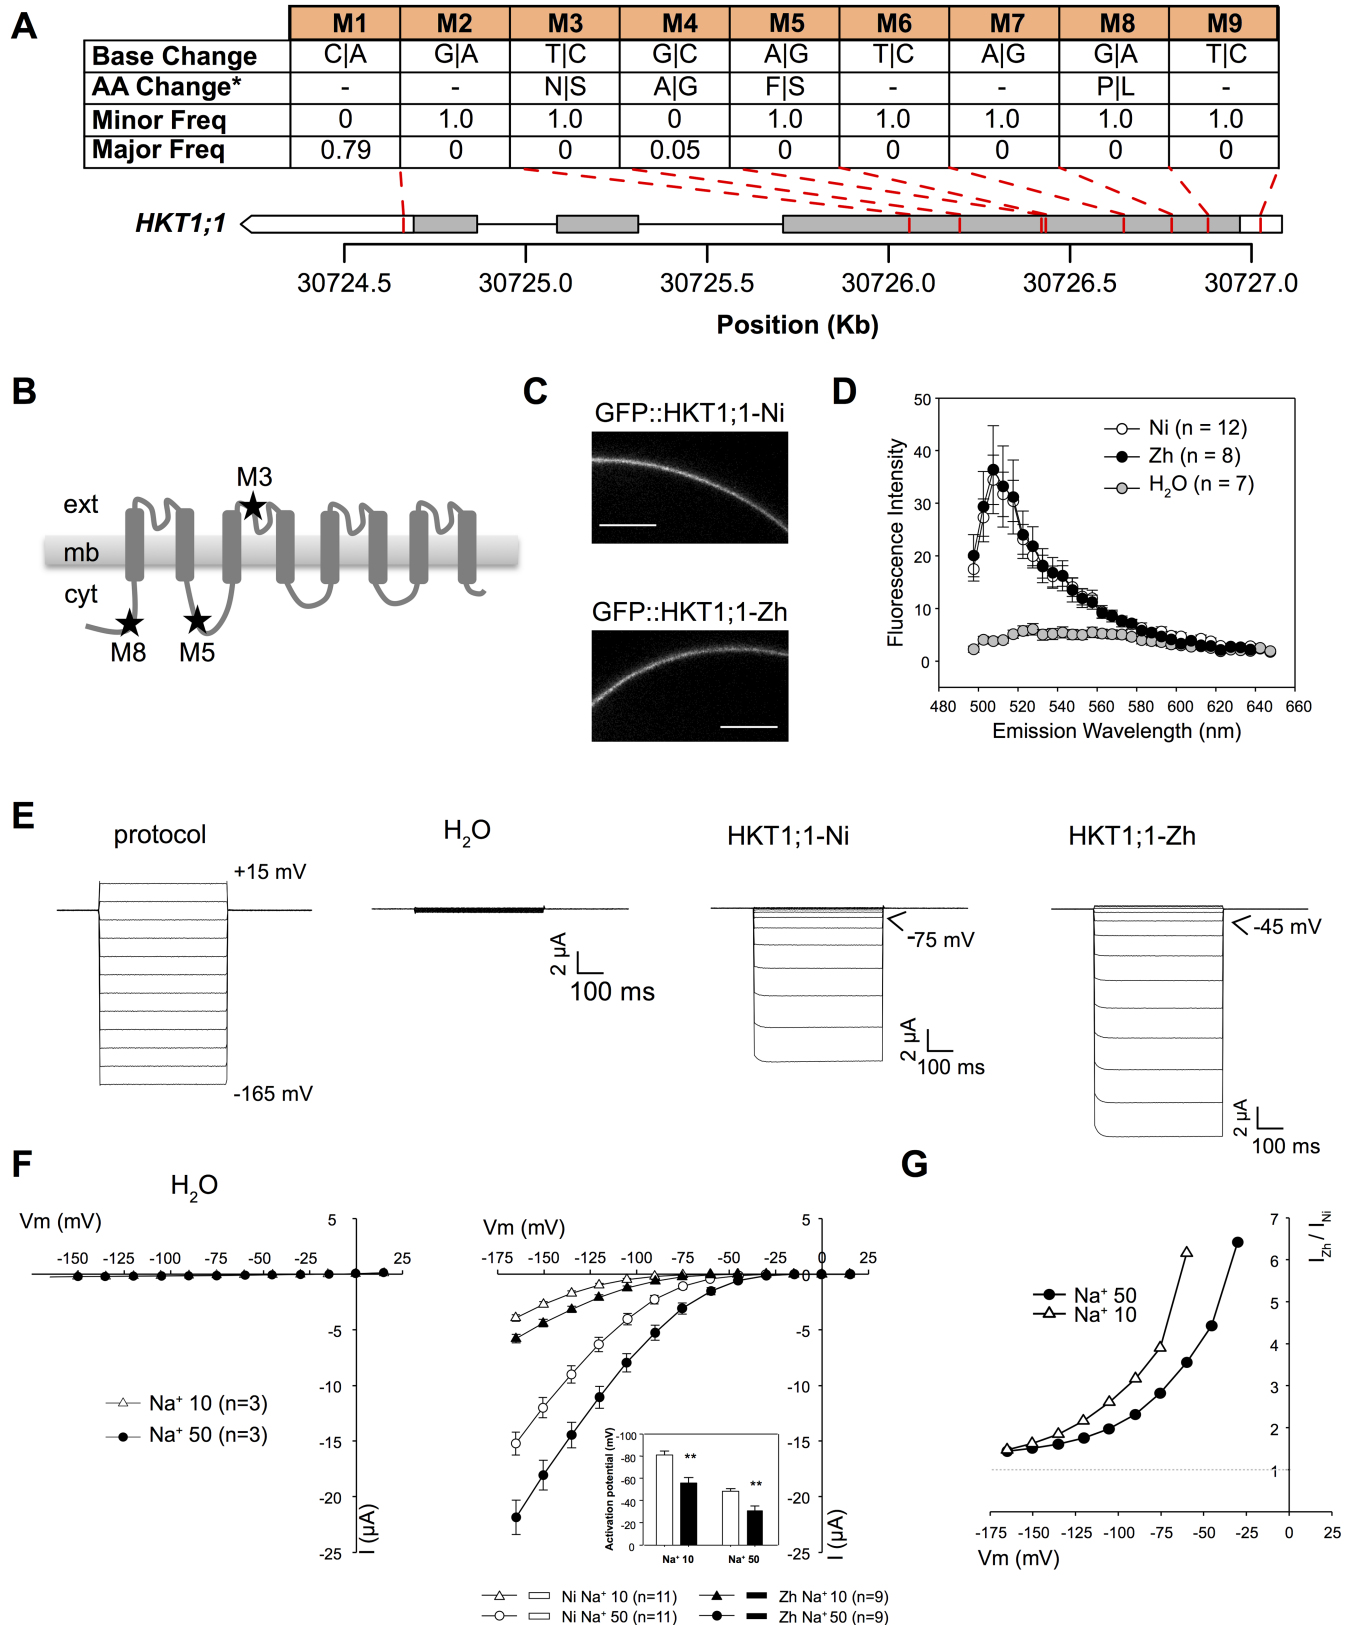 A
M1 M2 M3 M4 M5 M6 M7 M8 M9
Base Change C|A G|A T|C G|C A|G T|C A|G G|A T|C
AA Change* - - N|S A|G F|S - - P|L -
Minor Freq 0 1.0 1.0 0 1.0 1.0 1.0 1.0 1.0
Major Freq 0.79 0 0 0.05 0 0 0 0 0
HKT1;1
30724.5 30725.0 30725.5 30726.0 30726.5 30727.0
Position (Kb)
B
ext
mb
cyt
M3
M8
M5
C
GFP::HKT1;1-Ni
GFP::HKT1;1-Zh
D
Fluorescence Intensity
50
40
30
20
10
0
Ni (n = 12)
Zh (n = 8)
H₂O (n = 7)
480 500 520 540 560 580 600 620 640 660
Emission Wavelength (nm)
E
protocol
+15 mV
-165 mV
H₂O
2 µA
100 ms
HKT1;1-Ni
-75 mV
2 µA
100 ms
HKT1;1-Zh
-45 mV
2 µA
100 ms
F
H₂O
Vm (mV)
-150 -125 -100 -75 -50 -25 0 25
5
-5
-10
-15
-20
-25
I (µA)
Na⁺ 10 (n=3)
Na⁺ 50 (n=3)
Vm (mV)
-175 -150 -125 -100 -75 -50 -25 0 25
5
-5
-10
-15
-20
-25
I (µA)
Activation potential (mV)
-100
-80
-60
-40
-20
0
**
**
Na⁺ 10 Na⁺ 50
Ni Na⁺ 10 (n=11) Zh Na⁺ 10 (n=9)
Ni Na⁺ 50 (n=11) Zh Na⁺ 50 (n=9)
G
I Zh / I Ni
7
6
5
4
3
2
1
Na⁺ 50
Na⁺ 10
-175 -150 -125 -100 -75 -50 -25 0 25
Vm (mV)